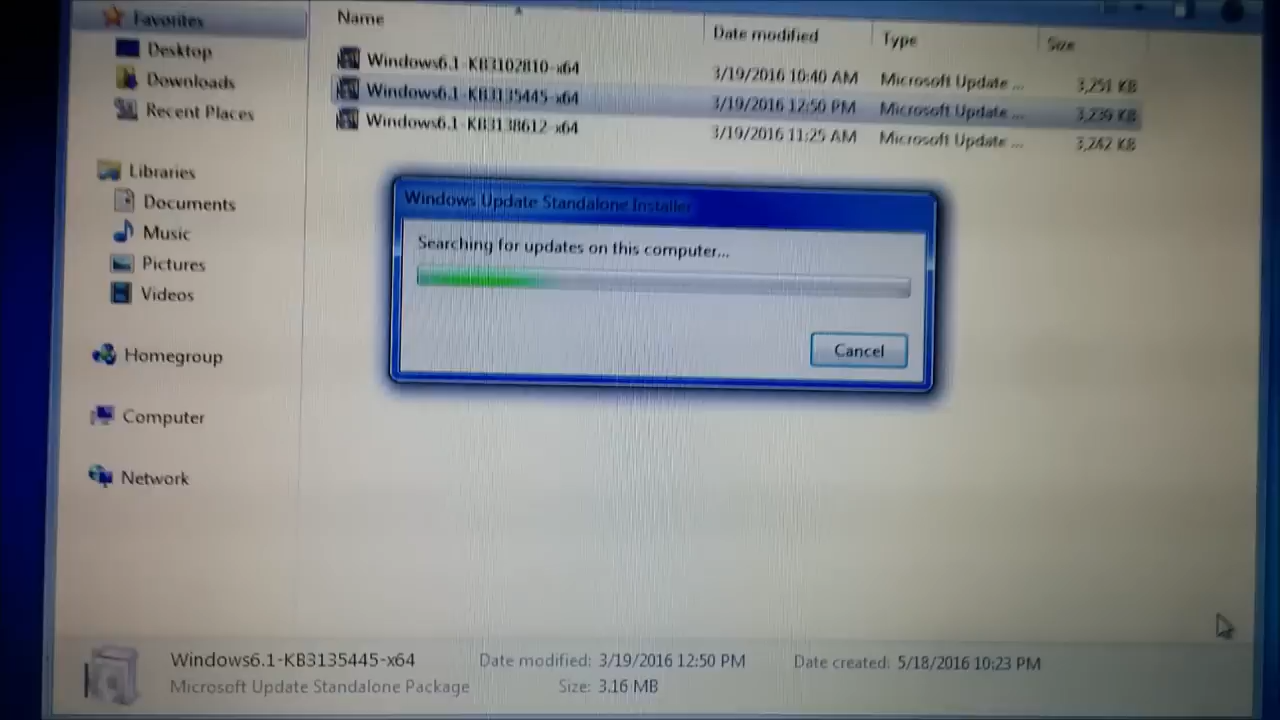 Favorites
Desktop
Downloads
Recent Places
Libraries
Documents
Music
Pictures
Videos
Homegroup
Computer
Network
Name Date modified Type Size
Windows6.1-KB3102810-x64 3/19/2016 10:40 AM Microsoft Update ... 3,251 KB
Windows6.1-KB3135445-x64 3/19/2016 12:50 PM Microsoft Update ... 3,239 KB
Windows6.1-KB3138612-x64 3/19/2016 11:25 AM Microsoft Update ... 3,242 KB
Windows Update Standalone Installer
Searching for updates on this computer...
Cancel
Windows6.1-KB3135445-x64 Date modified: 3/19/2016 12:50 PM Date created: 5/18/2016 10:23 PM
Microsoft Update Standalone Package Size: 3.16 MB